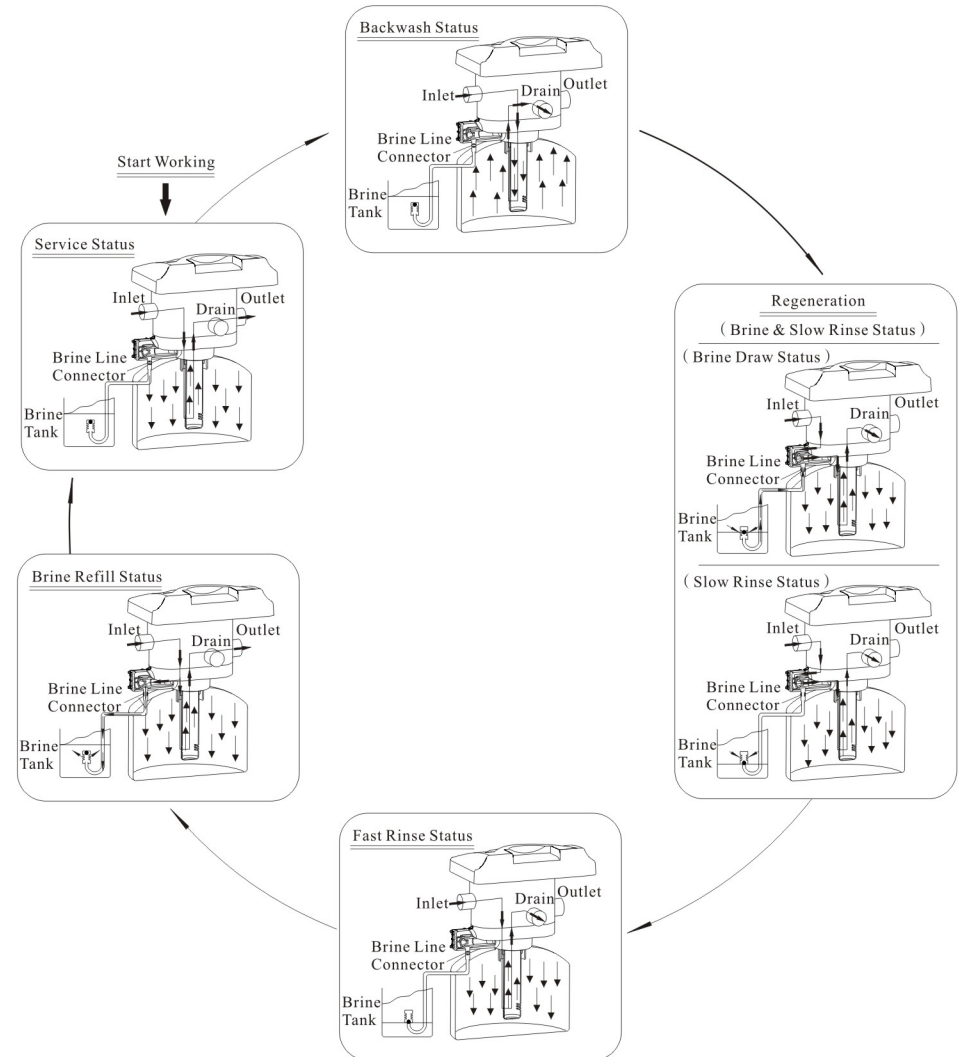 Backwash Status
Inlet
Drain
Outlet
Brine Line
Connector
Brine
Tank
Start Working
Service Status
Inlet
Drain
Outlet
Brine Line
Connector
Brine
Tank
Regeneration
( Brine & Slow Rinse Status )
( Brine Draw Status )
Inlet
Drain
Outlet
Brine Line
Connector
Brine
Tank
( Slow Rinse Status )
Inlet
Drain
Outlet
Brine Line
Connector
Brine
Tank
Brine Refill Status
Inlet
Drain
Outlet
Brine Line
Connector
Brine
Tank
Fast Rinse Status
Inlet
Drain
Outlet
Brine Line
Connector
Brine
Tank